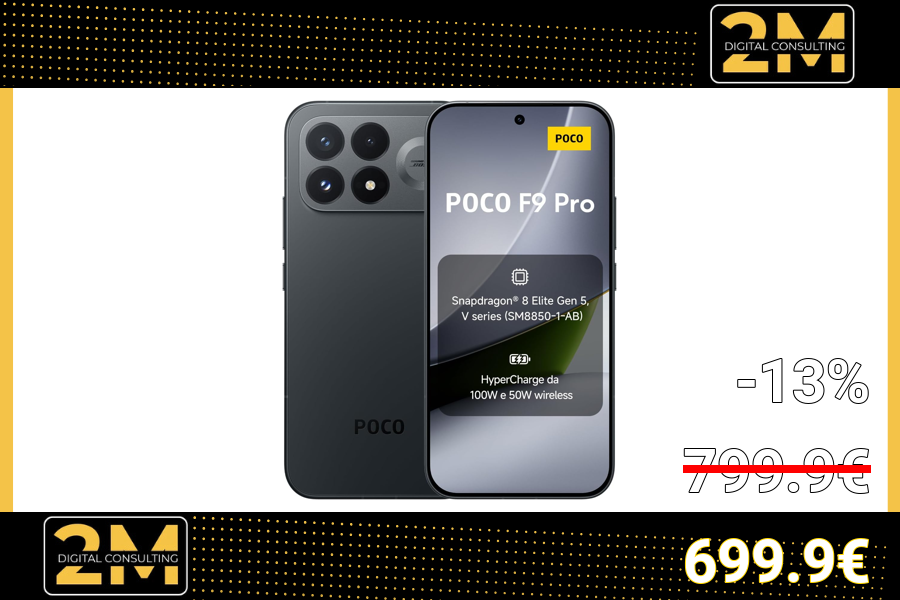 2M
DIGITAL CONSULTING
POCO
POCO F9 Pro
Snapdragon® 8 Elite Gen 5,
V series (SM8850-1-AB)
HyperCharge da
100W e 50W wireless
POCO
-13%
799.9€
2M
DIGITAL CONSULTING
699.9€